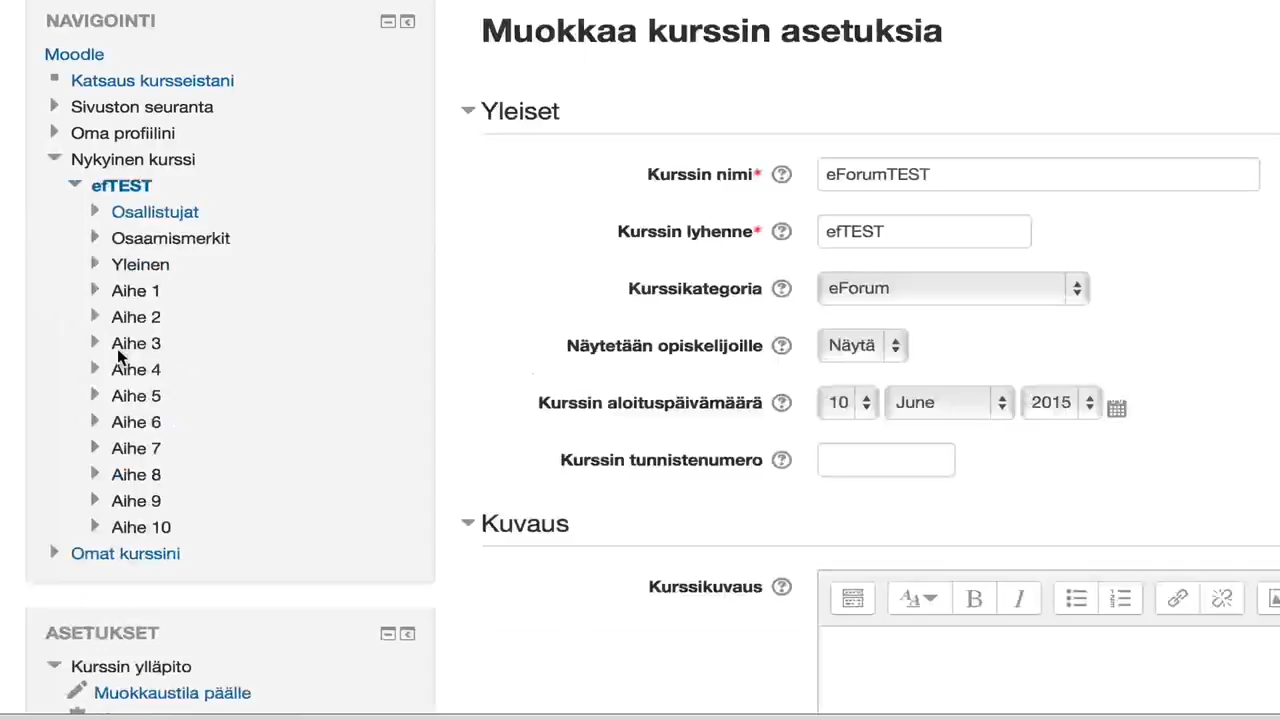 NAVIGOINTI
Moodle
Katsaus kursseistani
Sivuston seuranta
Oma profiilini
Nykyinen kurssi
efTEST
Osallistujat
Osaamismerkit
Yleinen
Aihe 1
Aihe 2
Aihe 3
Aihe 4
Aihe 5
Aihe 6
Aihe 7
Aihe 8
Aihe 9
Aihe 10
Omat kurssini
ASETUKSET
Kurssin ylläpito
Muokkaustila päälle
Muokkaa kurssin asetuksia
Yleiset
Kurssin nimi* eForumTEST
Kurssin lyhenne* efTEST
Kurssikategoria eForum
Näytetään opiskelijoille Näytä
Kurssin aloituspäivämäärä 10 June 2015
Kurssin tunnistenumero
Kuvaus
Kurssikuvaus